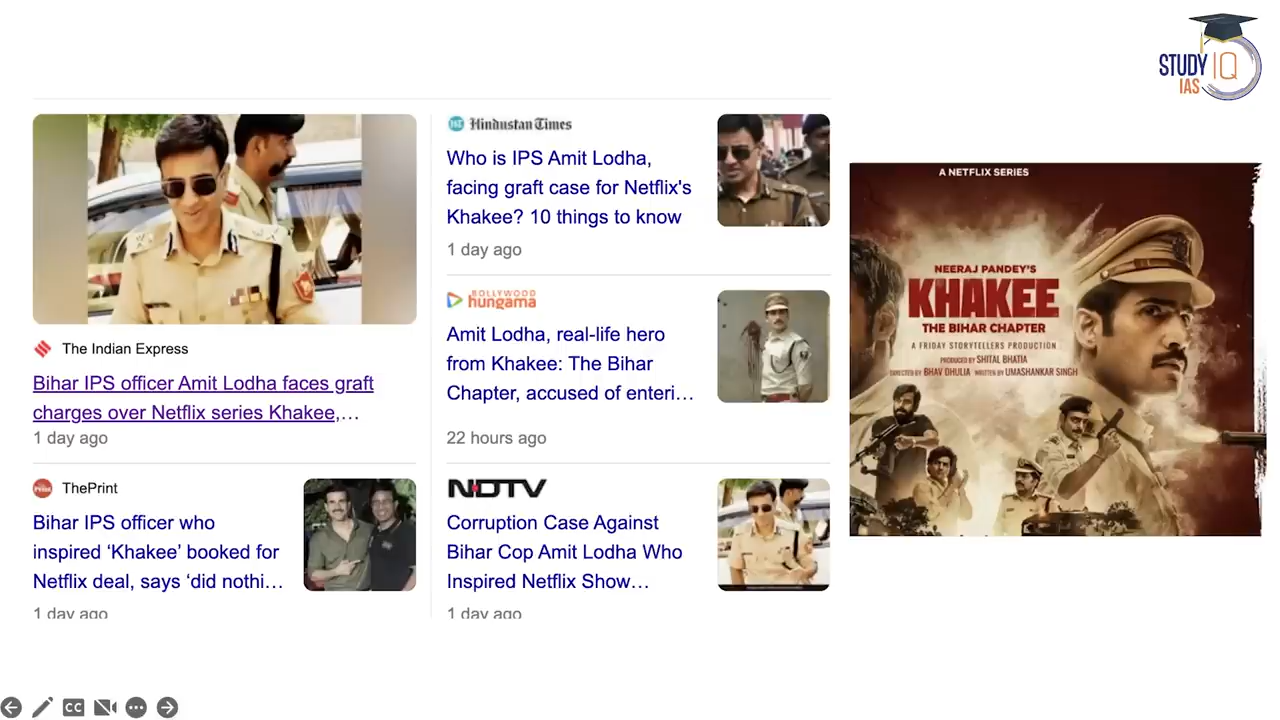 STUDY IQ
IAS
The Indian Express
Bihar IPS officer Amit Lodha faces graft
charges over Netflix series Khakee,...
1 day ago
Print
ThePrint
Bihar IPS officer who
inspired ‘Khakee’ booked for
Netflix deal, says ‘did nothi...
1 day ago
HT Hindustan Times
Who is IPS Amit Lodha,
facing graft case for Netflix's
Khakee? 10 things to know
1 day ago
BOLLYWOOD
hungama
Amit Lodha, real-life hero
from Khakee: The Bihar
Chapter, accused of enteri...
22 hours ago
NDTV
Corruption Case Against
Bihar Cop Amit Lodha Who
Inspired Netflix Show...
1 day ago
A NETFLIX SERIES
NEERAJ PANDEY'S
KHAKEE
THE BIHAR CHAPTER
A FRIDAY STORYTELLERS PRODUCTION
PRODUCED BY SHITAL BHATIA
DIRECTED BY BHAV DHULIA WRITTEN BY UMASHANKAR SINGH
CC